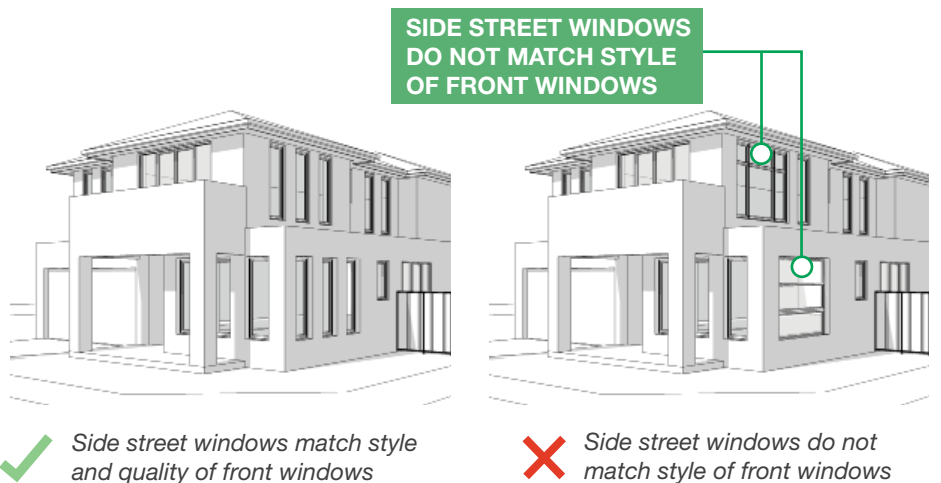 SIDE STREET WINDOWS
DO NOT MATCH STYLE
OF FRONT WINDOWS
Side street windows match style
and quality of front windows
Side street windows do not
match style of front windows